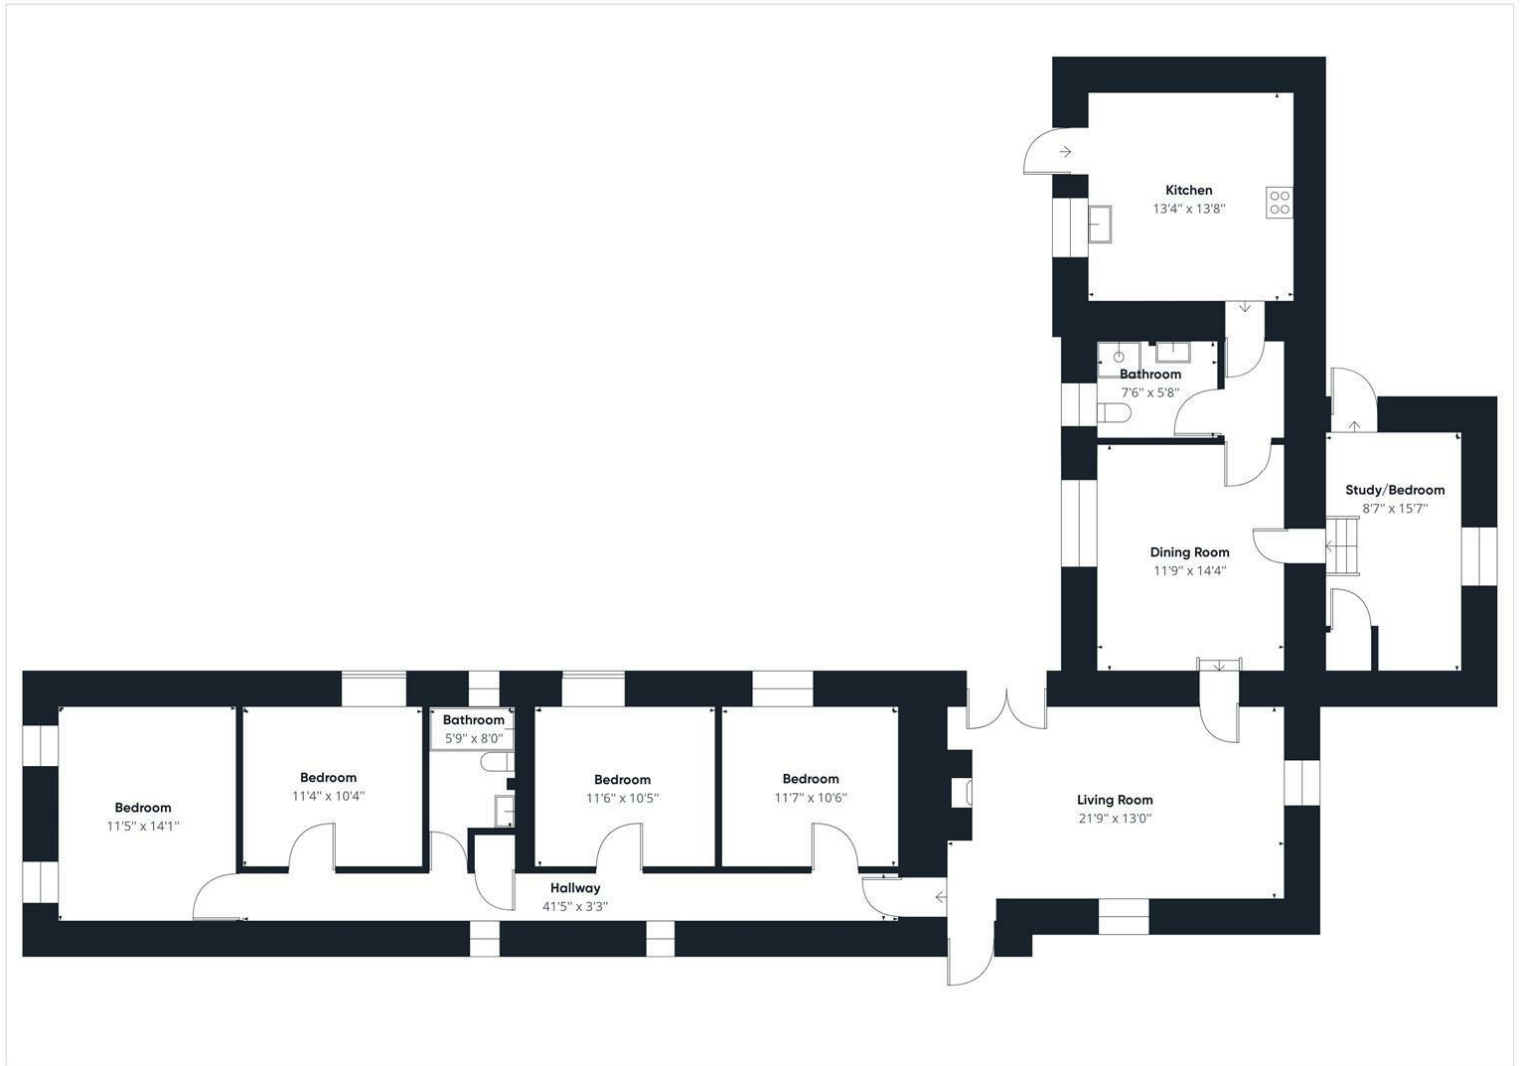 Kitchen
13'4" x 13'8"
Bathroom
7'6" x 5'8"
Study/Bedroom
8'7" x 15'7"
Dining Room
11'9" x 14'4"
Bathroom
5'9" x 8'0"
Bedroom
11'5" x 14'1"
Bedroom
11'4" x 10'4"
Bedroom
11'6" x 10'5"
Bedroom
11'7" x 10'6"
Living Room
21'9" x 13'0"
Hallway
41'5" x 3'3"